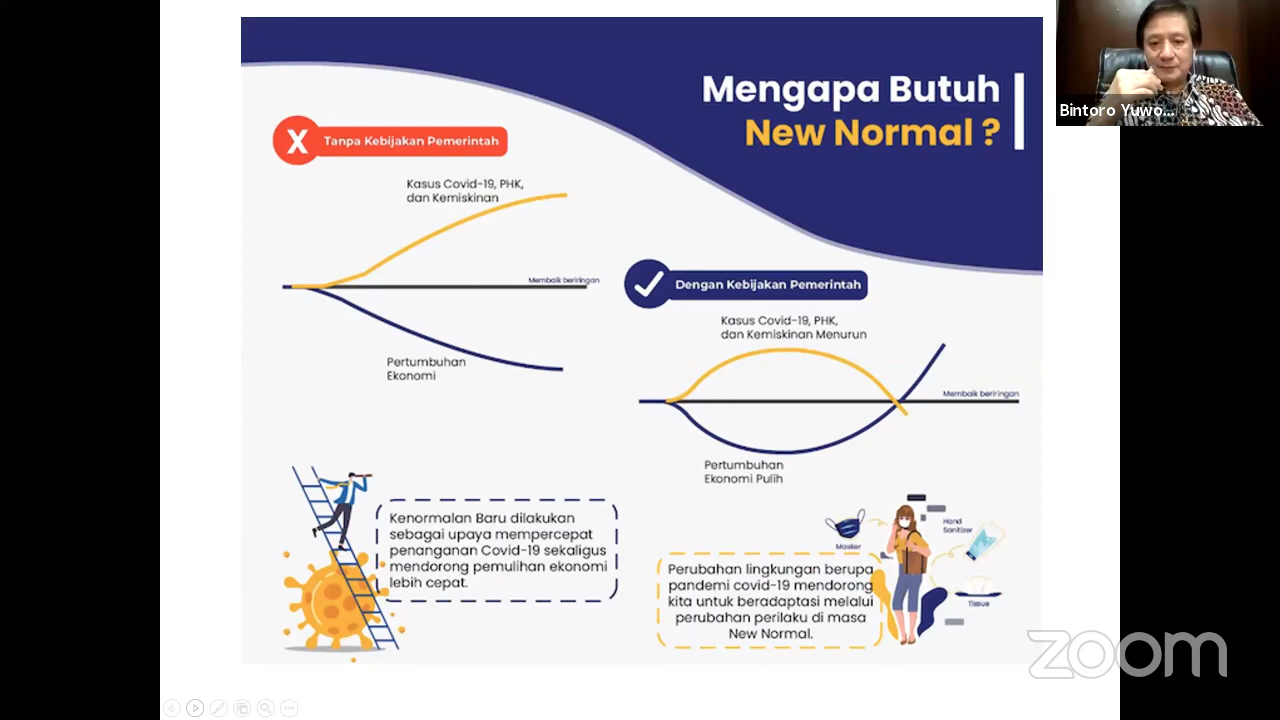 Mengapa Butuh
New Normal ?
Bintoro Yuwo...
X
Tanpa Kebijakan Pemerintah
Kasus Covid-19, PHK,
dan Kemiskinan
Membaik beriringan
Pertumbuhan
Ekonomi
Dengan Kebijakan Pemerintah
Kasus Covid-19, PHK,
dan Kemiskinan Menurun
Membaik beriringan
Pertumbuhan
Ekonomi Pulih
Kenormalan Baru dilakukan
sebagai upaya mempercepat
penanganan Covid-19 sekaligus
mendorong pemulihan ekonomi
lebih cepat.
Masker
Hand
Sanitizer
Tissue
Perubahan lingkungan berupa
pandemi covid-19 mendorong
kita untuk beradaptasi melalui
perubahan perilaku di masa
New Normal.
zoom